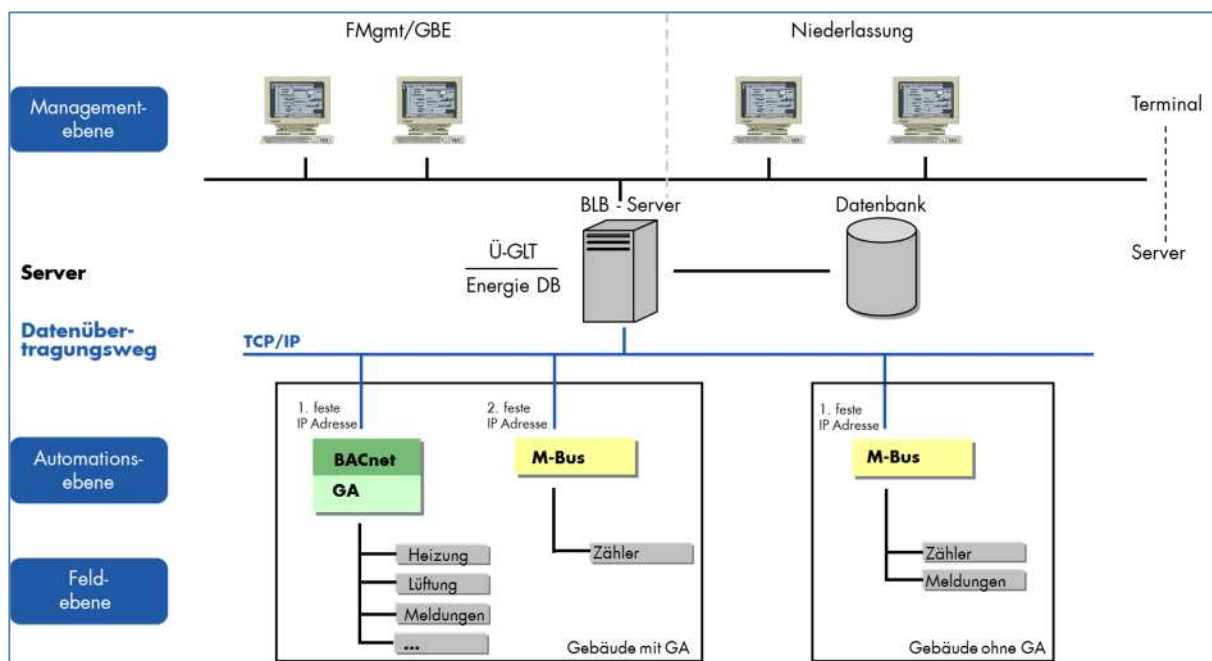 FMgmt/GBE
Niederlassung
Management-
ebene
Terminal
BLB - Server
Datenbank
Ü-GLT
Energie DB
Server
Server
Datenüber-
tragungsweg
TCP/IP
1. feste
IP Adresse
2. feste
IP Adresse
1. feste
IP Adresse
Automations-
ebene
BACnet
GA
M-Bus
M-Bus
Feld-
ebene
Heizung
Lüftung
Meldungen
...
Zähler
Zähler
Meldungen
Gebäude mit GA
Gebäude ohne GA